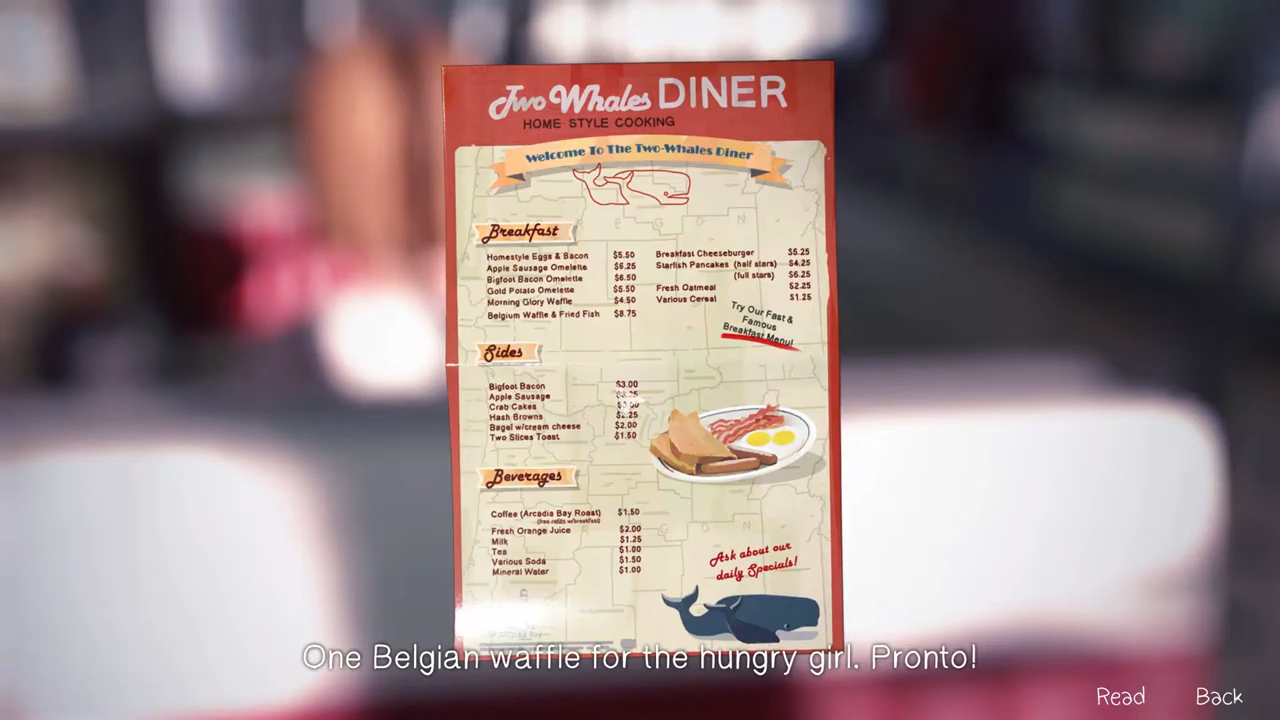 Two Whales DINER
HOME STYLE COOKING
Welcome To The Two-Whales Diner
E G O N
Breakfast
Homestyle Eggs & Bacon $5.50
Apple Sausage Omelette $6.25
Bigfoot Bacon Omelette $6.50
Gold Potato Omelette $5.50
Morning Glory Waffle $4.50
Belgium Waffle & Fried Fish $8.75
Breakfast Cheeseburger $5.25
Starfish Pancakes (half stars) $4.25
(full stars) $6.25
Fresh Oatmeal $2.25
Various Cereal $1.25
Try Our Fast &
Famous
Breakfast Menu!
Sides
Bigfoot Bacon $3.00
Apple Sausage
Crab Cakes
Hash Browns $2.25
Bagel w/cream cheese $2.00
Two Slices Toast $1.50
Beverages
Coffee (Arcadia Bay Roast) $1.50
(free refills w/breakfast)
Fresh Orange Juice $2.00
Milk $1.25
Tea $1.00
Various Soda $1.50
Mineral Water $1.00
G O N
Ask about our
daily Specials!
One Belgian waffle for the hungry girl. Pronto!
Read Back